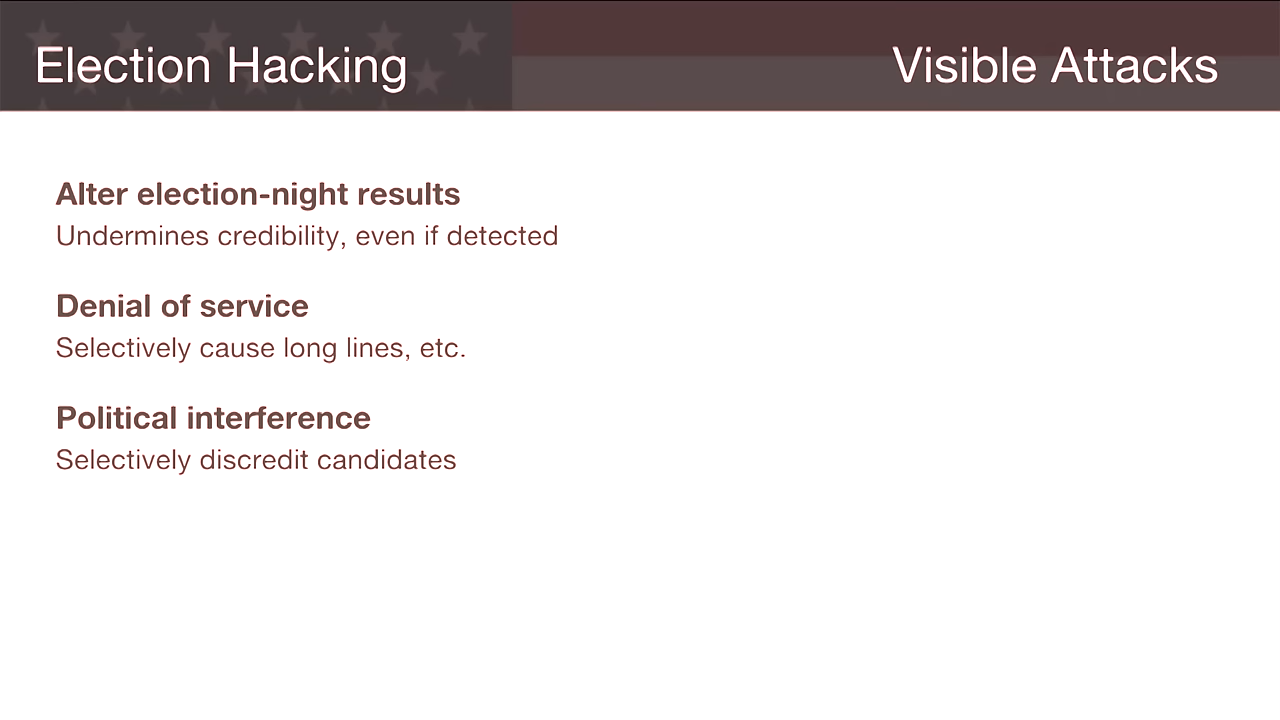 Election Hacking
Visible Attacks
Alter election-night results
Undermines credibility, even if detected
Denial of service
Selectively cause long lines, etc.
Political interference
Selectively discredit candidates